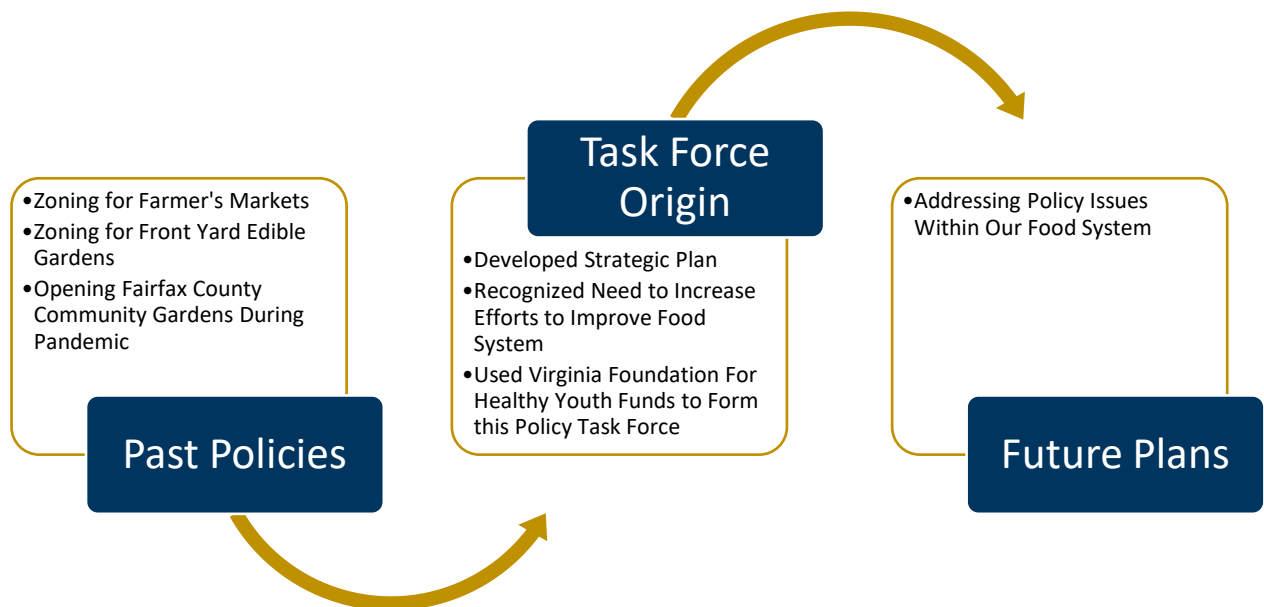 •Zoning for Farmer's Markets
•Zoning for Front Yard Edible
Gardens
•Opening Fairfax County
Community Gardens During
Pandemic
Past Policies
Task Force
Origin
•Developed Strategic Plan
•Recognized Need to Increase
Efforts to Improve Food
System
•Used Virginia Foundation For
Healthy Youth Funds to Form
this Policy Task Force
•Addressing Policy Issues
Within Our Food System
Future Plans